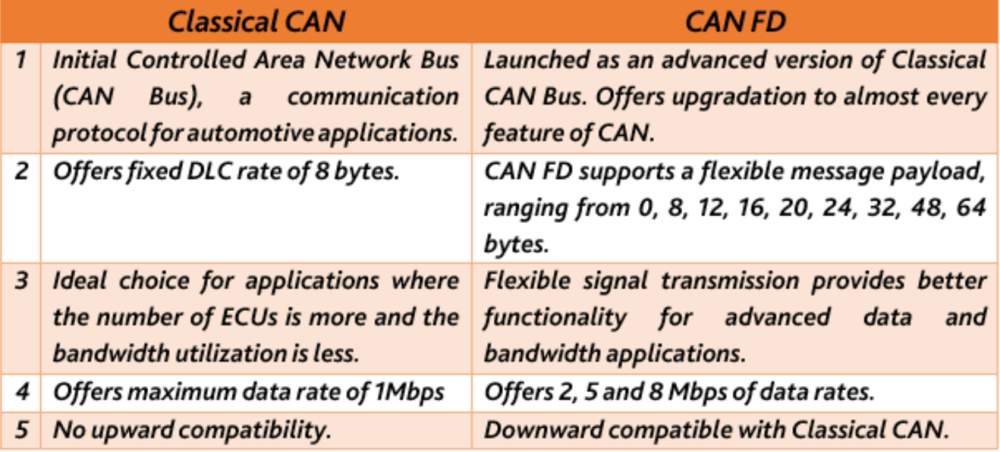 Classical CAN
CAN FD
1
Initial Controlled Area Network Bus
(CAN Bus), a communication
protocol for automotive applications.
Launched as an advanced version of Classical
CAN Bus. Offers upgradation to almost every
feature of CAN.
2
Offers fixed DLC rate of 8 bytes.
CAN FD supports a flexible message payload,
ranging from 0, 8, 12, 16, 20, 24, 32, 48, 64
bytes.
3
Ideal choice for applications where
the number of ECUs is more and the
bandwidth utilization is less.
Flexible signal transmission provides better
functionality for advanced data and
bandwidth applications.
4
Offers maximum data rate of 1Mbps
Offers 2, 5 and 8 Mbps of data rates.
5
No upward compatibility.
Downward compatible with Classical CAN.